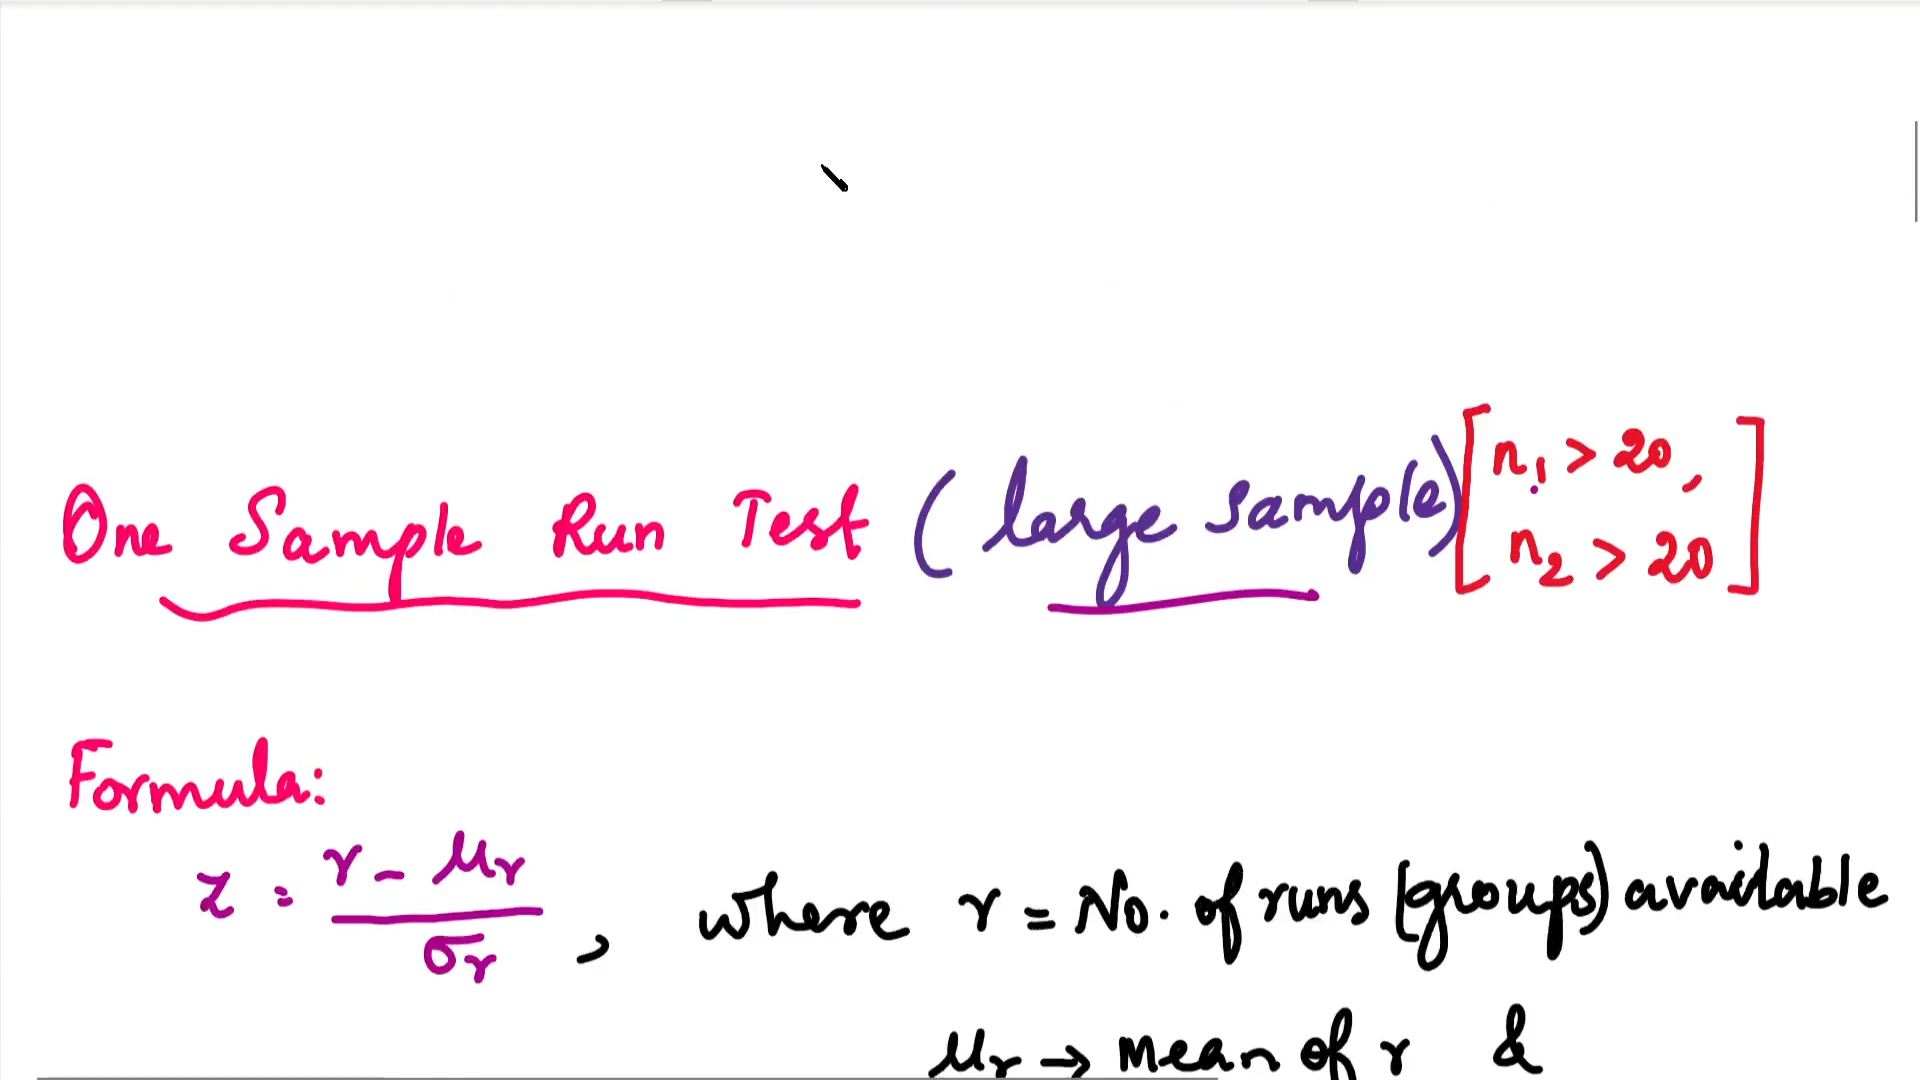 One Sample Run Test (large sample) [n₁ > 20,
n₂ > 20]
Formula:
z = r - μᵣ / σᵣ , where r = No. of runs (groups) available
μᵣ → mean of r &